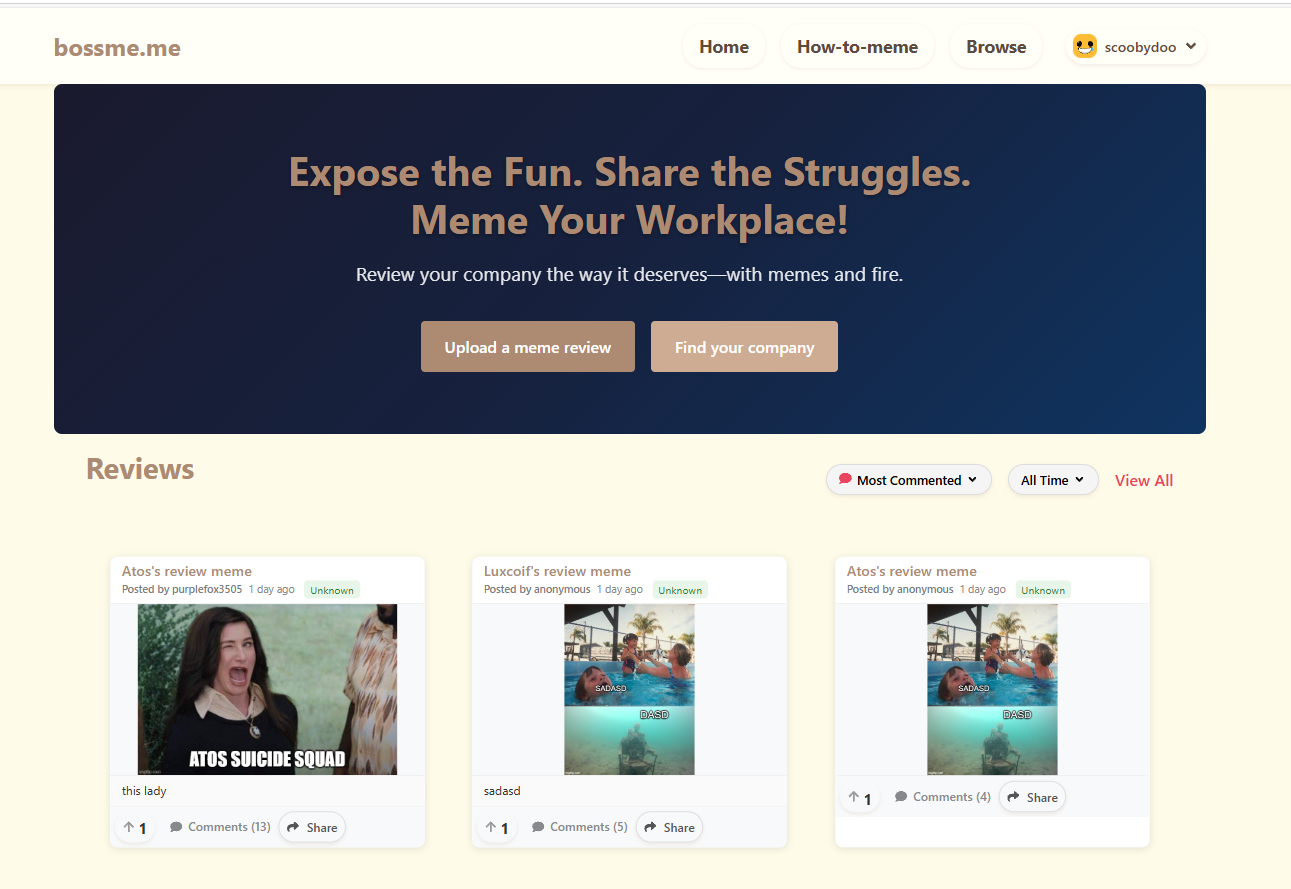 bossme.me
Home
How-to-meme
Browse
scoobydoo
Expose the Fun. Share the Struggles.
Meme Your Workplace!
Review your company the way it deserves—with memes and fire.
Upload a meme review
Find your company
Reviews
Most Commented
All Time
View All
Atos's review meme
Posted by purplefox3505 1 day ago Unknown
ATOS SUICIDE SQUAD
this lady
1 Comments (13) Share
Luxcoif's review meme
Posted by anonymous 1 day ago Unknown
SADASD
DASD
sadasd
1 Comments (5) Share
Atos's review meme
Posted by anonymous 1 day ago Unknown
SADASD
DASD
1 Comments (4) Share